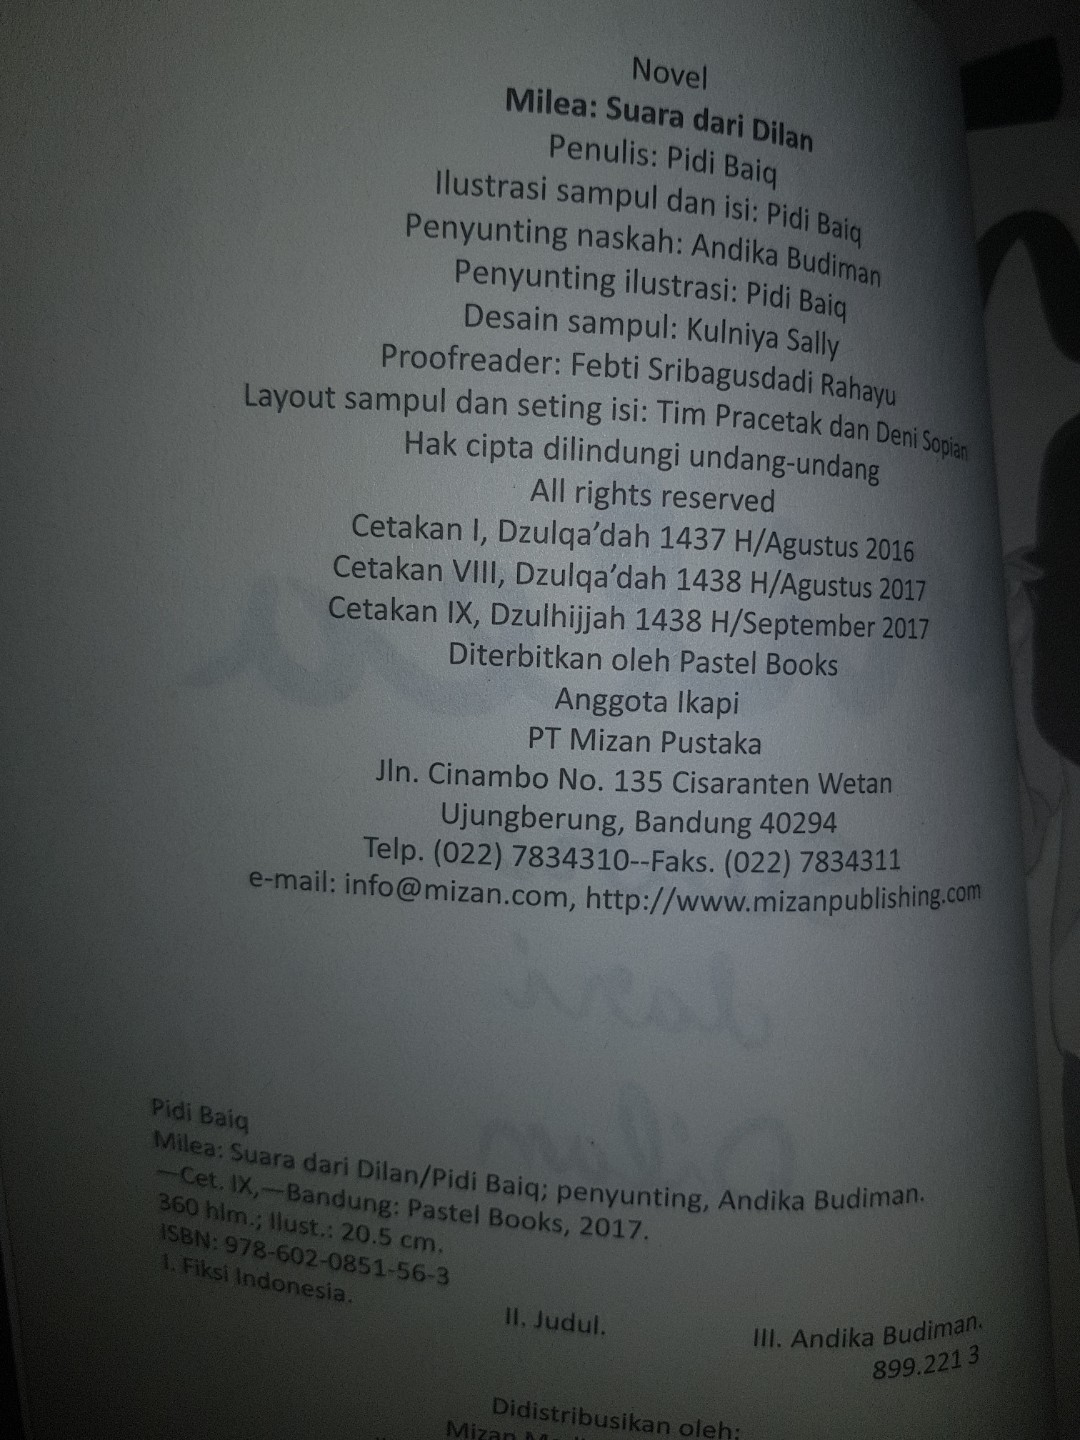 Novel
Milea: Suara dari Dilan
Penulis: Pidi Baiq
Ilustrasi sampul dan isi: Pidi Baiq
Penyunting naskah: Andika Budiman
Penyunting ilustrasi: Pidi Baiq
Desain sampul: Kulniya Sally
Proofreader: Febti Sribagusdadi Rahayu
Layout sampul dan seting isi: Tim Pracetak dan Deni Sopian
Hak cipta dilindungi undang-undang
All rights reserved
Cetakan I, Dzulqa’dah 1437 H/Agustus 2016
Cetakan VIII, Dzulqa’dah 1438 H/Agustus 2017
Cetakan IX, Dzulhijjah 1438 H/September 2017
Diterbitkan oleh Pastel Books
Anggota Ikapi
PT Mizan Pustaka
Jln. Cinambo No. 135 Cisaranten Wetan
Ujungberung, Bandung 40294
Telp. (022) 7834310--Faks. (022) 7834311
e-mail: info@mizan.com, http://www.mizanpublishing.com
Pidi Baiq
Milea: Suara dari Dilan/Pidi Baiq; penyunting, Andika Budiman.
—Cet. IX,—Bandung: Pastel Books, 2017.
360 hlm.; Ilust.: 20.5 cm.
ISBN: 978-602-0851-56-3
I. Fiksi Indonesia.
II. Judul.
III. Andika Budiman.
899.221 3
Didistribusikan oleh:
Mizan